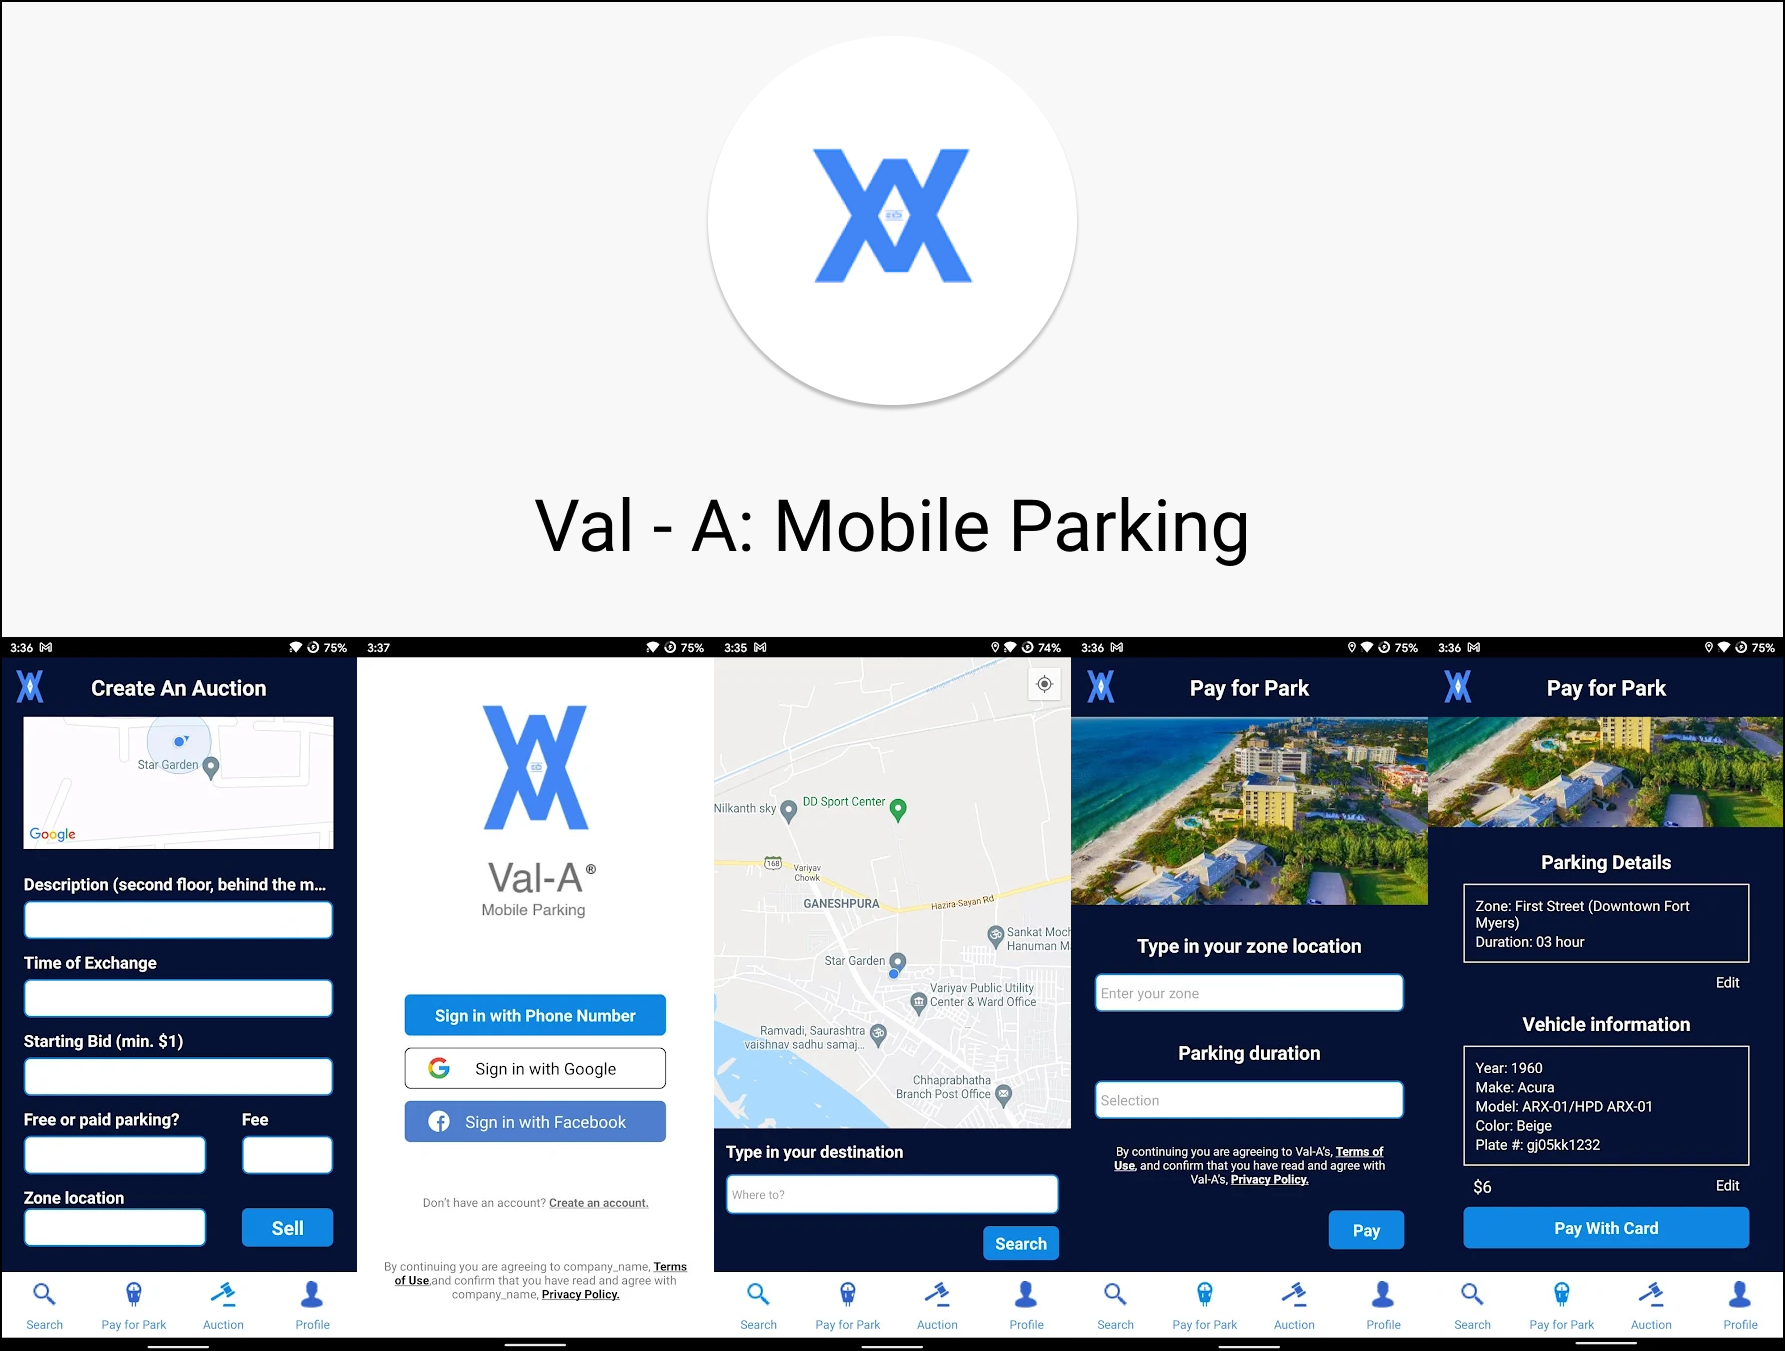 Val - A: Mobile Parking
3:36
75%
Create An Auction
Star Garden
Google
Description (second floor, behind the m...
Time of Exchange
Starting Bid (min. $1)
Free or paid parking?
Fee
Zone location
Sell
Search
Pay for Park
Auction
Profile
3:37
75%
Val-A®
Mobile Parking
Sign in with Phone Number
Sign in with Google
Sign in with Facebook
Don't have an account? Create an account.
By continuing you are agreeing to company_name, Terms
of Use,and confirm that you have read and agree with
company_name, Privacy Policy.
3:35
74%
Nilkanth sky
DD Sport Center
168
Variyav
Chowk
GANESHPURA
Hazira-Sayan Rd
Sankat Moch
Hanuman Ma
Star Garden
Variyav Public Utility
Center & Ward Office
Ramvadi, Saurashtra
vaishnav sadhu samaj...
Chhaprabhatha
Branch Post Office
Type in your destination
Where to?
Search
Search
Pay for Park
Auction
Profile
3:36
75%
Pay for Park
Type in your zone location
Enter your zone
Parking duration
Selection
By continuing you are agreeing to Val-A's, Terms of
Use, and confirm that you have read and agree with
Val-A's, Privacy Policy.
Pay
Search
Pay for Park
Auction
Profile
3:36
75%
Pay for Park
Parking Details
Zone: First Street (Downtown Fort
Myers)
Duration: 03 hour
Edit
Vehicle information
Year: 1960
Make: Acura
Model: ARX-01/HPD ARX-01
Color: Beige
Plate #: gj05kk1232
$6
Edit
Pay With Card
Search
Pay for Park
Auction
Profile